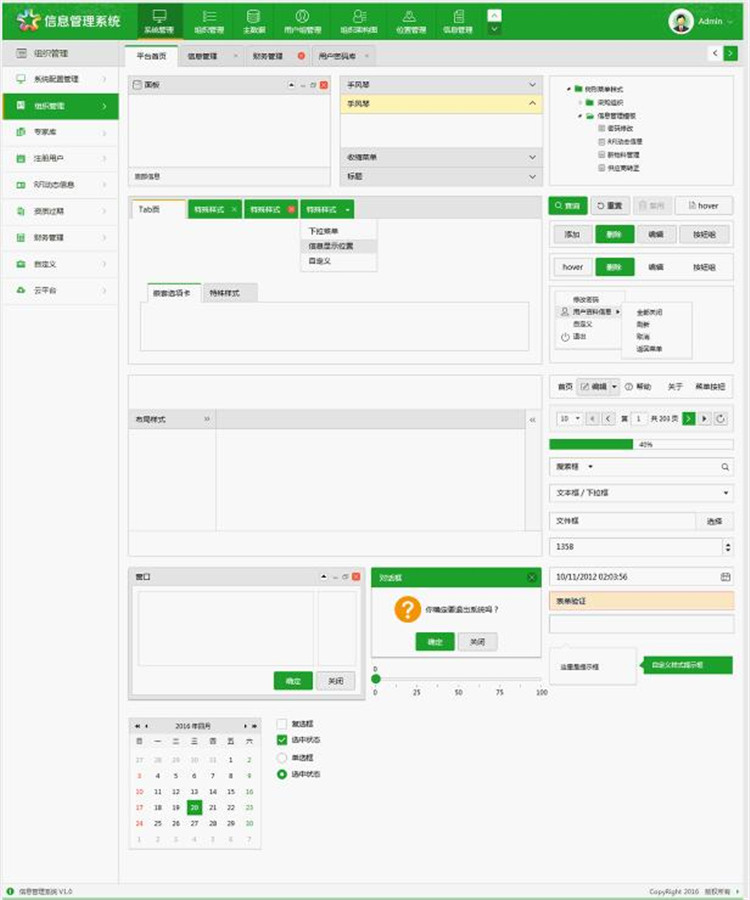 信息管理系统
系统管理
组织管理
主数据
用户组管理
组织架构图
位置管理
信息管理
Admin
组织管理
平台首页
信息管理
财务管理
用户密码库
系统配置管理
组织管理
专家库
注册用户
RFI动态信息
资质过期
财务管理
自定义
云平台
面板
底部信息
手风琴
手风琴
收缩菜单
标题
树形菜单样式
采购组织
信息管理模板
密码修改
RFI动态信息
新物料管理
供应商转正
Tab页
特殊样式
特殊样式
特殊样式
下拉菜单
信息显示位置
自定义
嵌套选项卡
特殊样式
查询
重置
禁用
hover
添加
删除
编辑
按钮组
hover
删除
编辑
按钮组
修改密码
用户资料信息
自定义
退出
全部关闭
刷新
取消
返回菜单
布局样式
首页
编辑
帮助
关于
菜单按钮
10
第 1 共 203 页
40%
搜索框
文本框 / 下拉框
文件框
选择
1358
10/11/2012 02:03:56
表单验证
这里是提示框
自定义样式提示框
窗口
确定
关闭
对话框
?
你确定要退出系统吗？
确定
关闭
0
0 25 50 75 100
2016 年四月
日 一 二 三 四 五 六
27 28 29 30 31 1 2
3 4 5 6 7 8 9
10 11 12 13 14 15 16
17 18 19 20 21 22 23
24 25 26 27 28 29 30
1 2 3 4 5 6 7
复选框
选中状态
单选框
选中状态
信息管理系统 V1.0
CopyRight 2016 版权所有